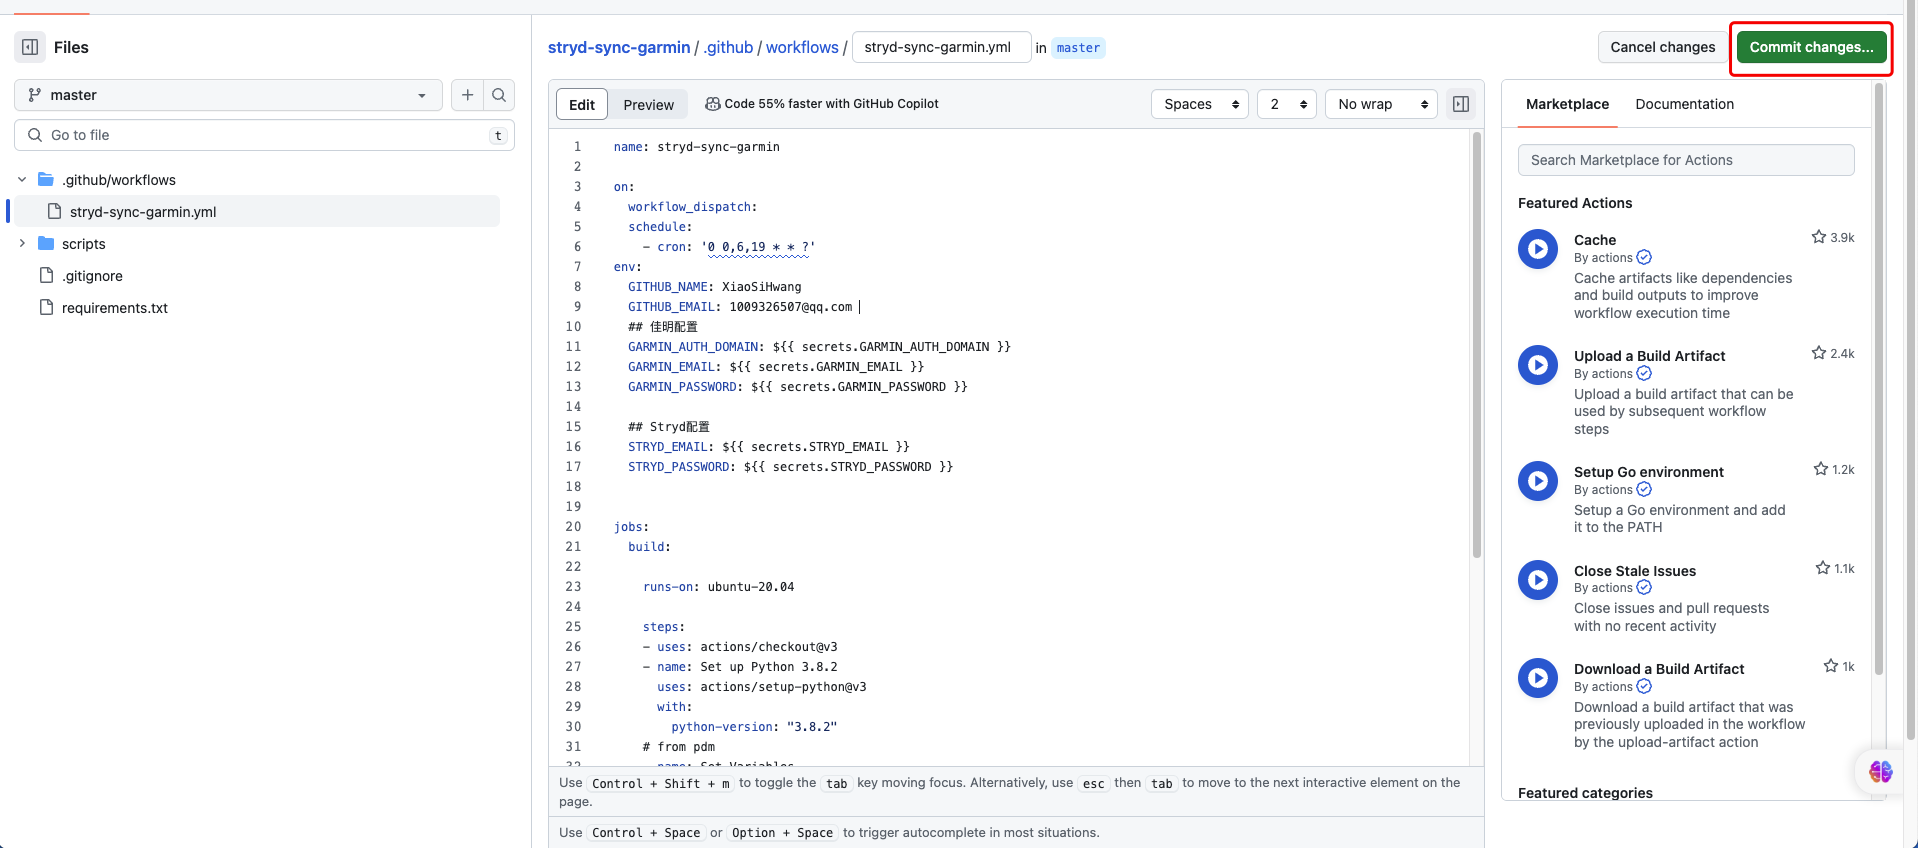 Files
master
Go to file
t
.github/workflows
stryd-sync-garmin.yml
scripts
.gitignore
requirements.txt
stryd-sync-garmin / .github / workflows / stryd-sync-garmin.yml in master
Cancel changes
Commit changes...
Edit
Preview
Code 55% faster with GitHub Copilot
Spaces
2
No wrap
1 name: stryd-sync-garmin
2
3 on:
4   workflow_dispatch:
5   schedule:
6     - cron: '0 0,6,19 * * ?'
7 env:
8   GITHUB_NAME: XiaoSiHwang
9   GITHUB_EMAIL: 1009326507@qq.com
10   ## 佳明配置
11   GARMIN_AUTH_DOMAIN: ${{ secrets.GARMIN_AUTH_DOMAIN }}
12   GARMIN_EMAIL: ${{ secrets.GARMIN_EMAIL }}
13   GARMIN_PASSWORD: ${{ secrets.GARMIN_PASSWORD }}
14
15   ## Stryd配置
16   STRYD_EMAIL: ${{ secrets.STRYD_EMAIL }}
17   STRYD_PASSWORD: ${{ secrets.STRYD_PASSWORD }}
18
19
20 jobs:
21   build:
22
23     runs-on: ubuntu-20.04
24
25     steps:
26     - uses: actions/checkout@v3
27     - name: Set up Python 3.8.2
28       uses: actions/setup-python@v3
29       with:
30         python-version: "3.8.2"
31     # from pdm
32     - name: Set Variables
Use Control + Shift + m to toggle the tab key moving focus. Alternatively, use esc then tab to move to the next interactive element on the
page.
Use Control + Space or Option + Space to trigger autocomplete in most situations.
Marketplace
Documentation
Search Marketplace for Actions
Featured Actions
Cache
3.9k
By actions
Cache artifacts like dependencies
and build outputs to improve
workflow execution time
Upload a Build Artifact
2.4k
By actions
Upload a build artifact that can be
used by subsequent workflow
steps
Setup Go environment
1.2k
By actions
Setup a Go environment and add
it to the PATH
Close Stale Issues
1.1k
By actions
Close issues and pull requests
with no recent activity
Download a Build Artifact
1k
By actions
Download a build artifact that was
previously uploaded in the workflow
by the upload-artifact action
Featured categories